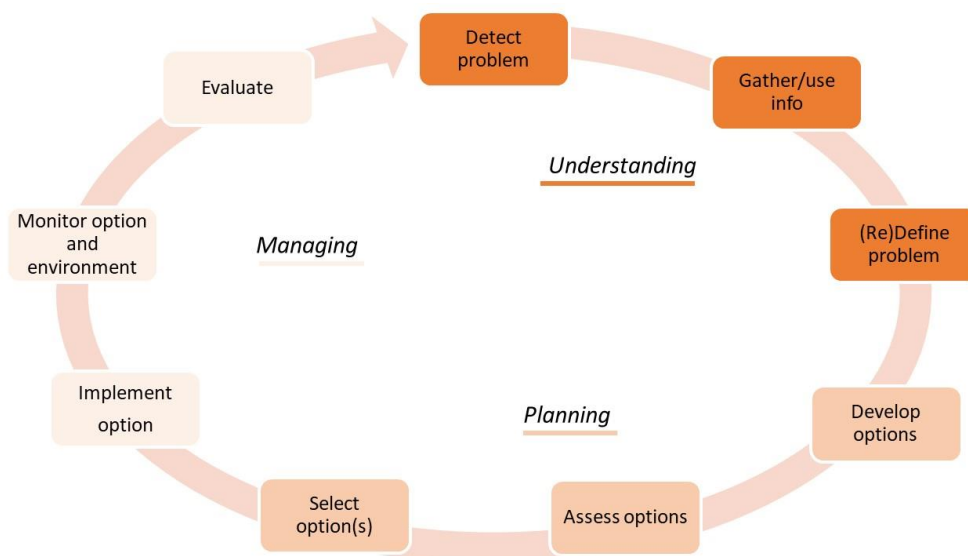 Detect
problem
Gather/use
info
(Re)Define
problem
Develop
options
Assess options
Select
option(s)
Implement
option
Monitor option
and
environment
Evaluate
Understanding
Planning
Managing